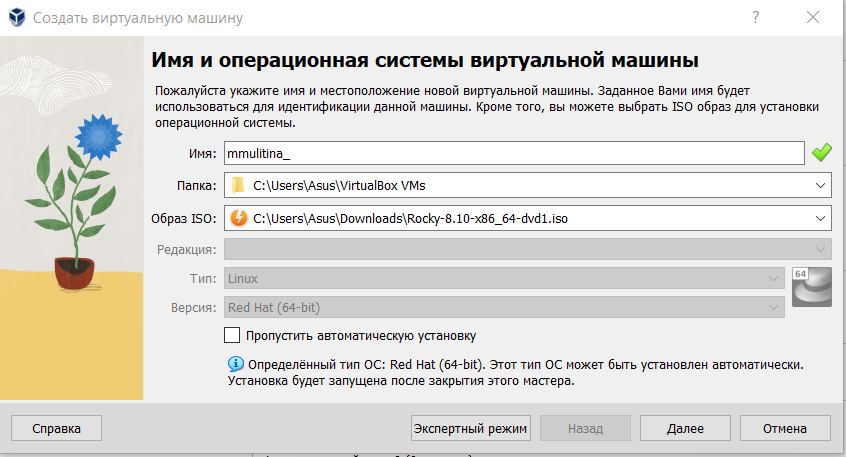 Создать виртуальную машину
Имя и операционная системы виртуальной машины
Пожалуйста укажите имя и местоположение новой виртуальной машины. Заданное Вами имя будет
использоваться для идентификации данной машины. Кроме того, вы можете выбрать ISO образ для установки
операционной системы.
Имя: mmulitina_
Папка: C:\Users\Asus\VirtualBox VMs
Образ ISO: C:\Users\Asus\Downloads\Rocky-8.10-x86_64-dvd1.iso
Редакция:
Тип: Linux 64
Версия: Red Hat (64-bit)
Пропустить автоматическую установку
Определённый тип ОС: Red Hat (64-bit). Этот тип ОС может быть установлен автоматически.
Установка будет запущена после закрытия этого мастера.
Справка Экспертный режим Назад Далее Отмена